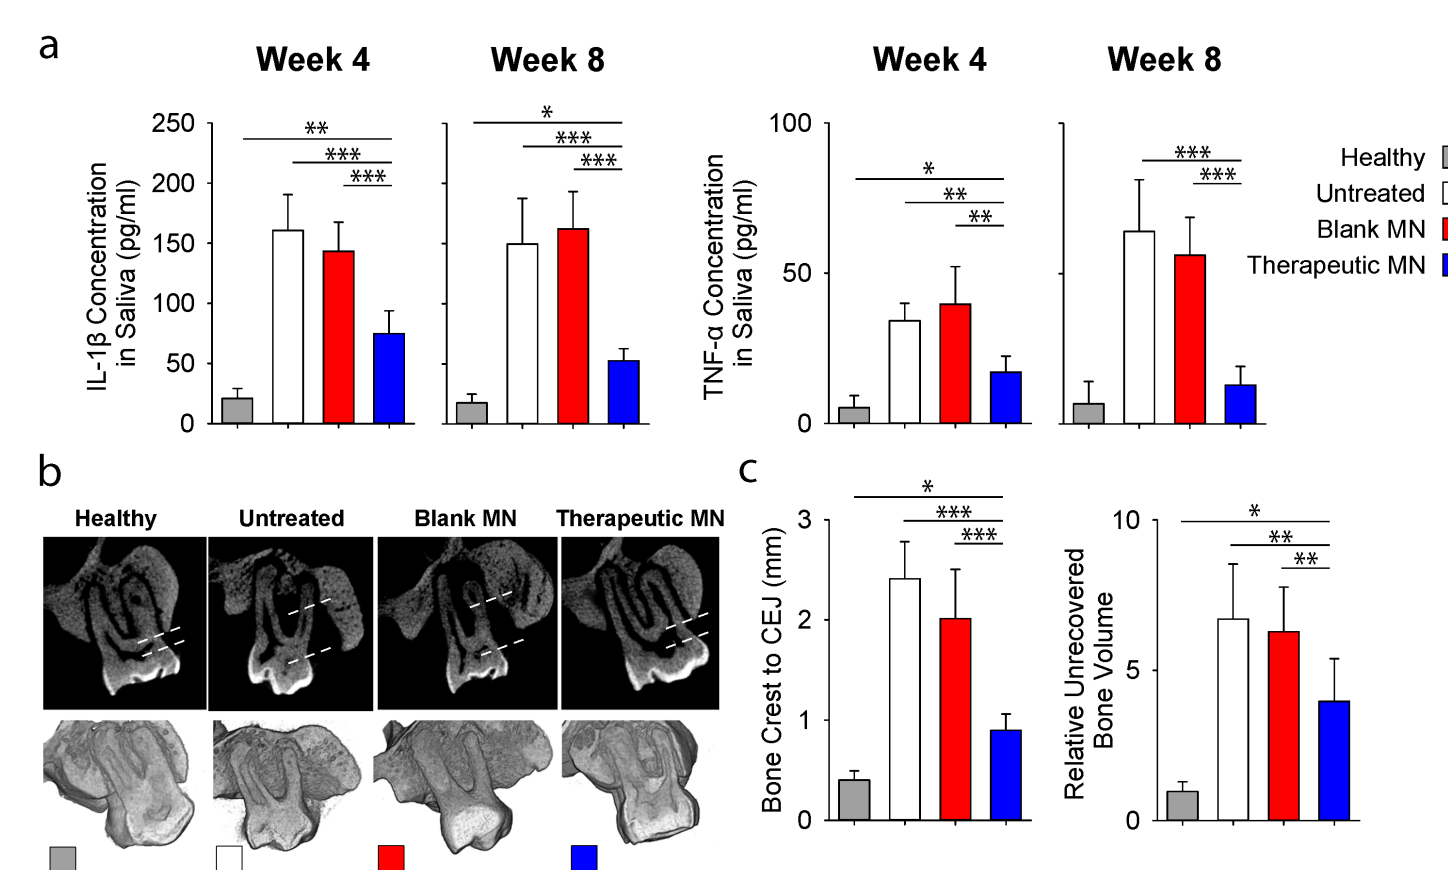 a
Week 4
Week 8
Week 4
Week 8
IL-1β Concentration
in Saliva (pg/ml)
250
200
150
100
50
0
**
***
***
*
***
***
TNF-α Concentration
in Saliva (pg/ml)
100
50
0
*
**
**
***
***
Healthy
Untreated
Blank MN
Therapeutic MN
b
Healthy
Untreated
Blank MN
Therapeutic MN
c
Bone Crest to CEJ (mm)
3
2
1
0
*
***
***
Relative Unrecovered
Bone Volume
10
5
0
*
**
**